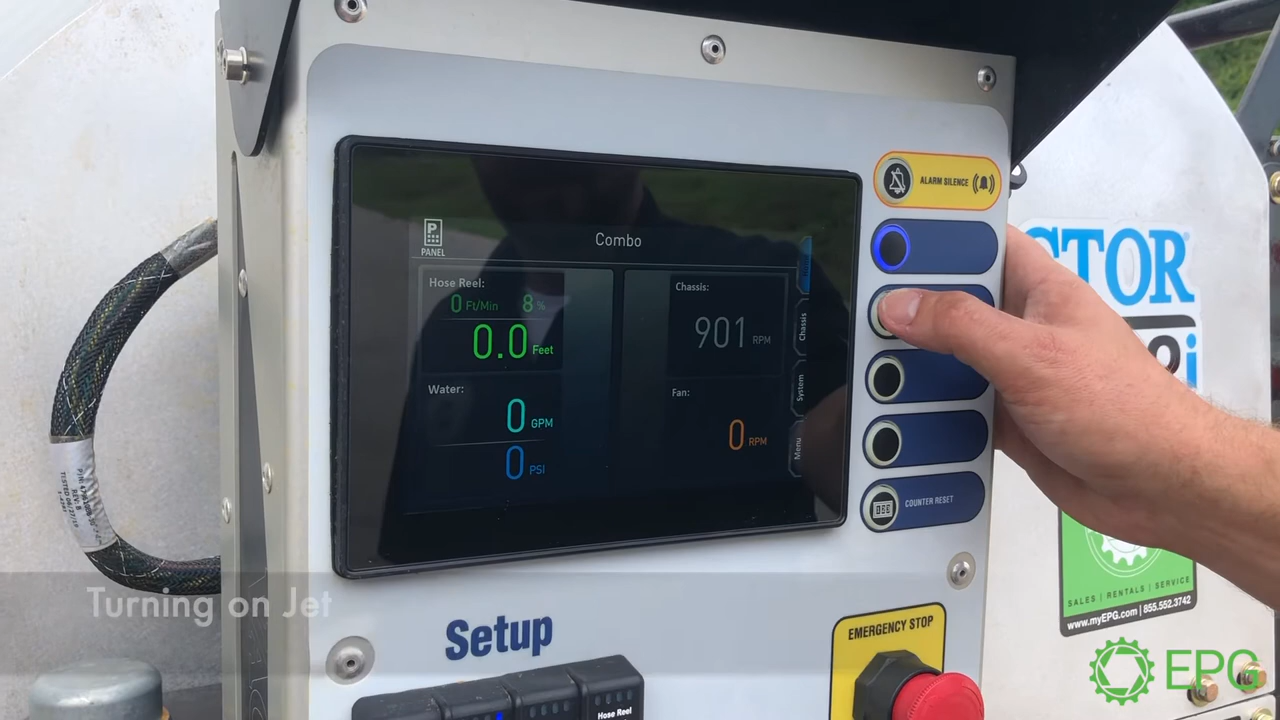 ALARM SILENCE
P
PANEL
Combo
Hose Reel:
0 Ft/Min 8 %
0.0 Feet
Water:
0 GPM
0 PSI
Chassis:
901 RPM
Fan:
0 RPM
Chassis
System
Menu
COUNTER RESET
CTOR
i
SALES | RENTALS | SERVICE
www.myEPG.com | 855.552.3742
Turning on Jet
Setup
EMERGENCY STOP
Hose Reel
EPG